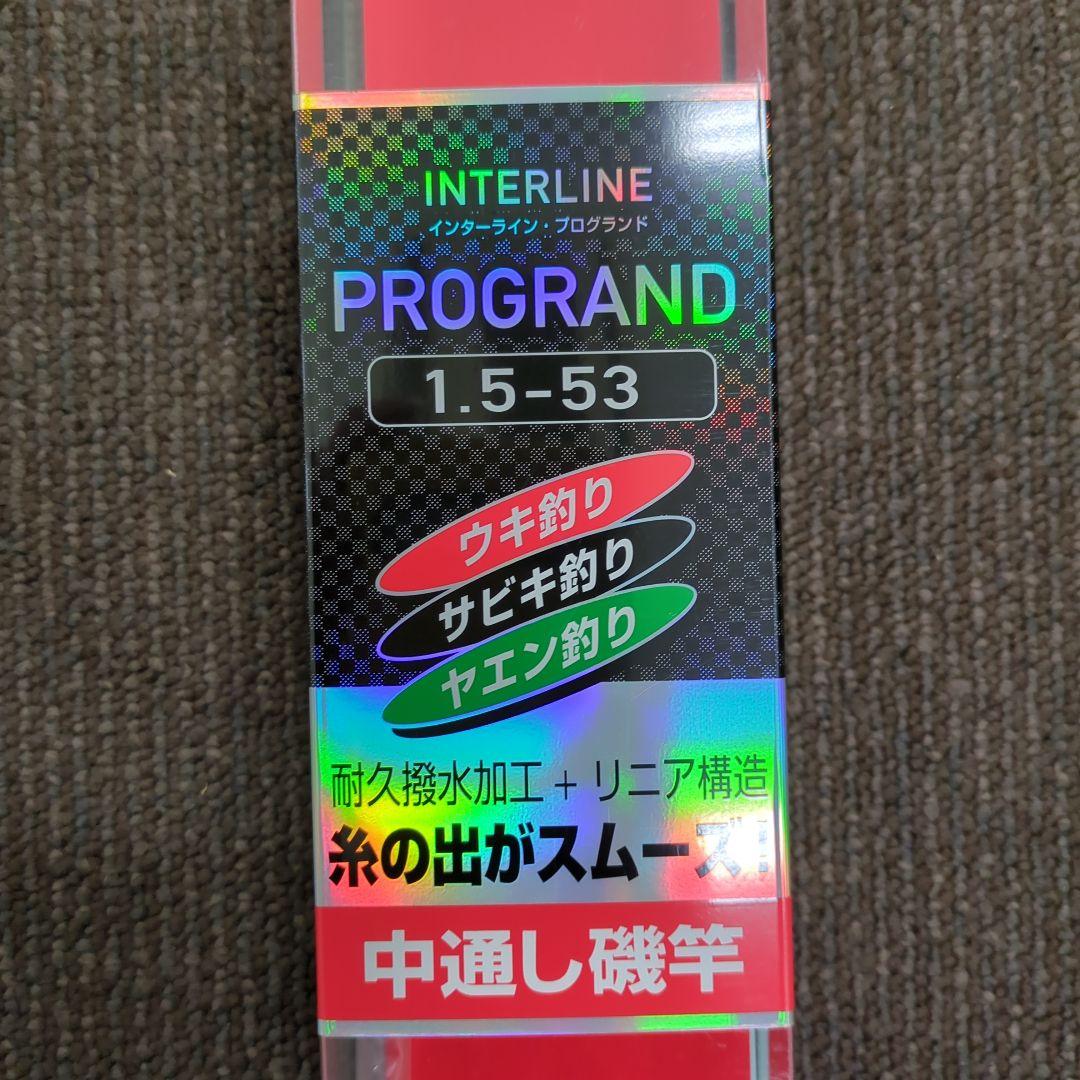 INTERLINE
インターライン・プログランド
PROGRAND
1.5-53
ウキ釣り
サビキ釣り
ヤエン釣り
耐久撥水加工 + リニア構造
糸の出がスムーズ!
中通し磯竿